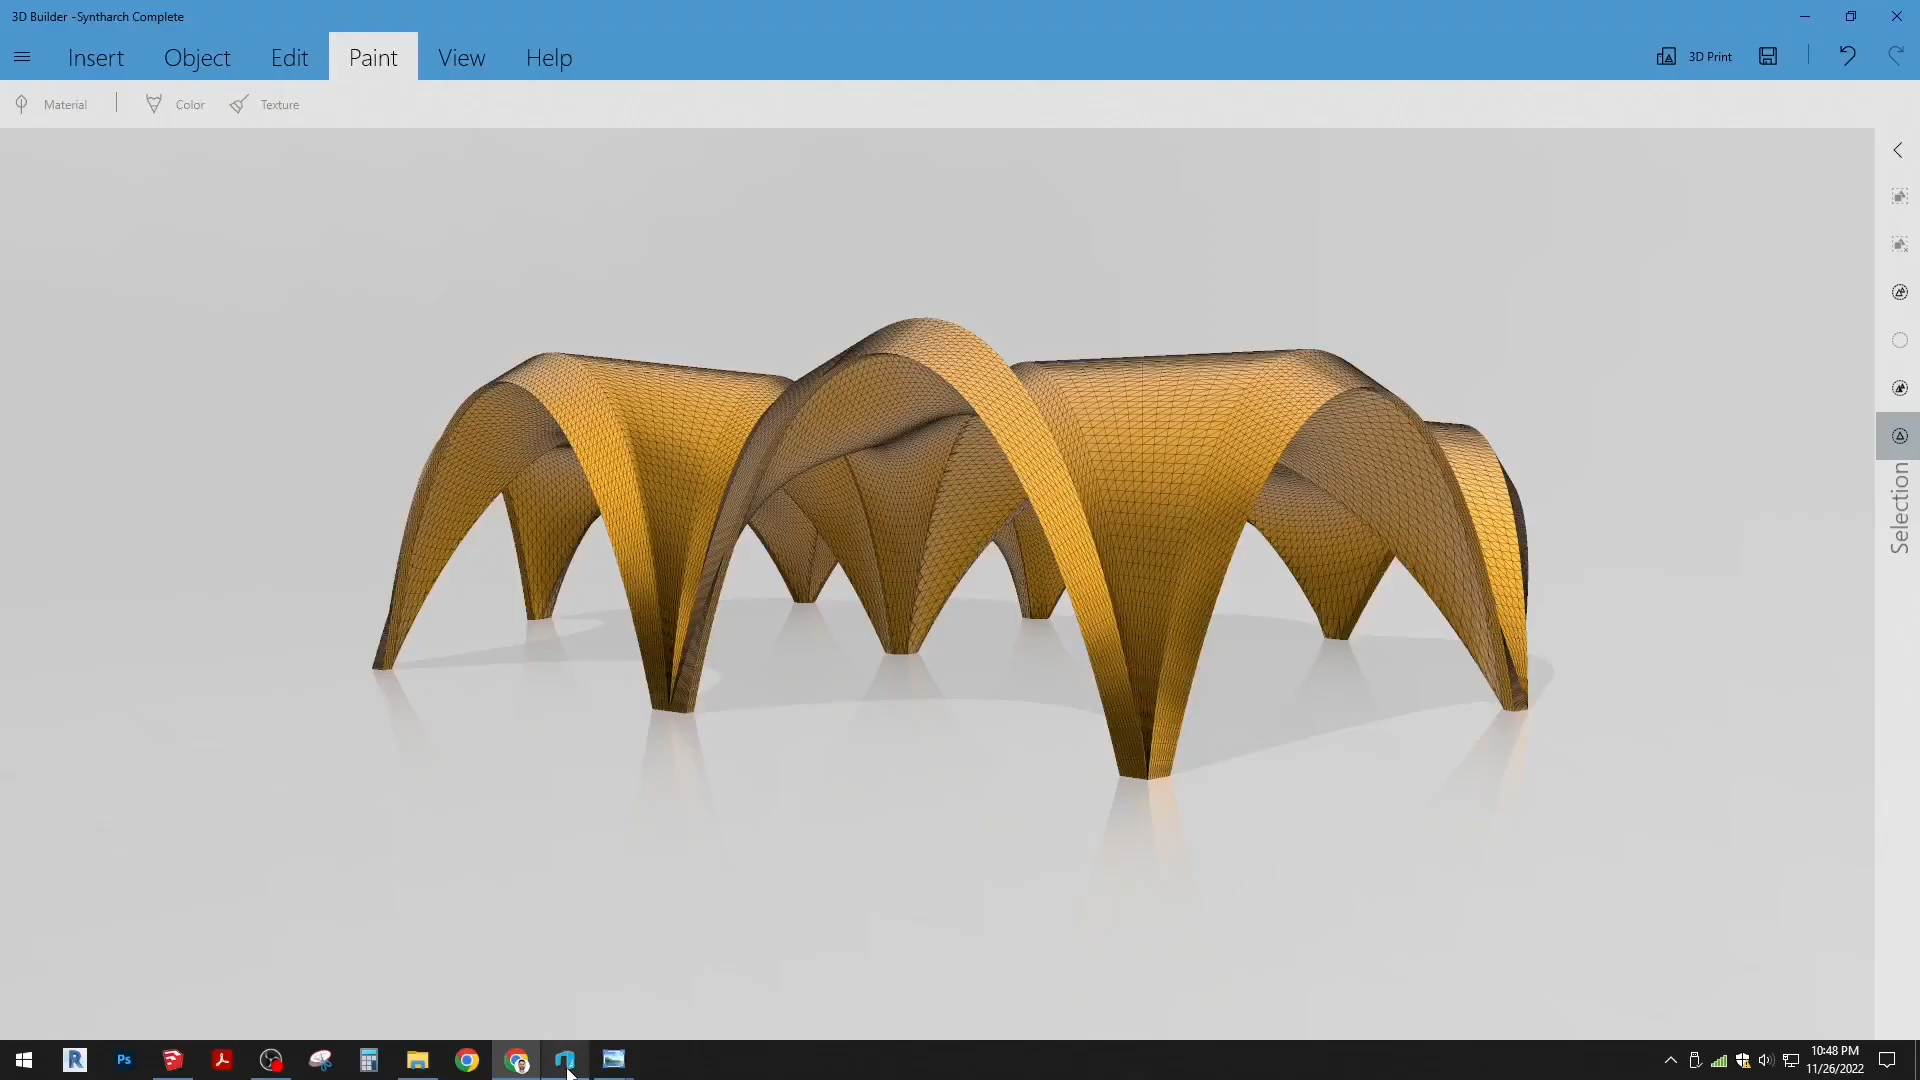 3D Builder -Syntharch Complete
Insert Object Edit Paint View Help 3D Print
Material Color Texture
Selection
Ps
10:48 PM
11/26/2022